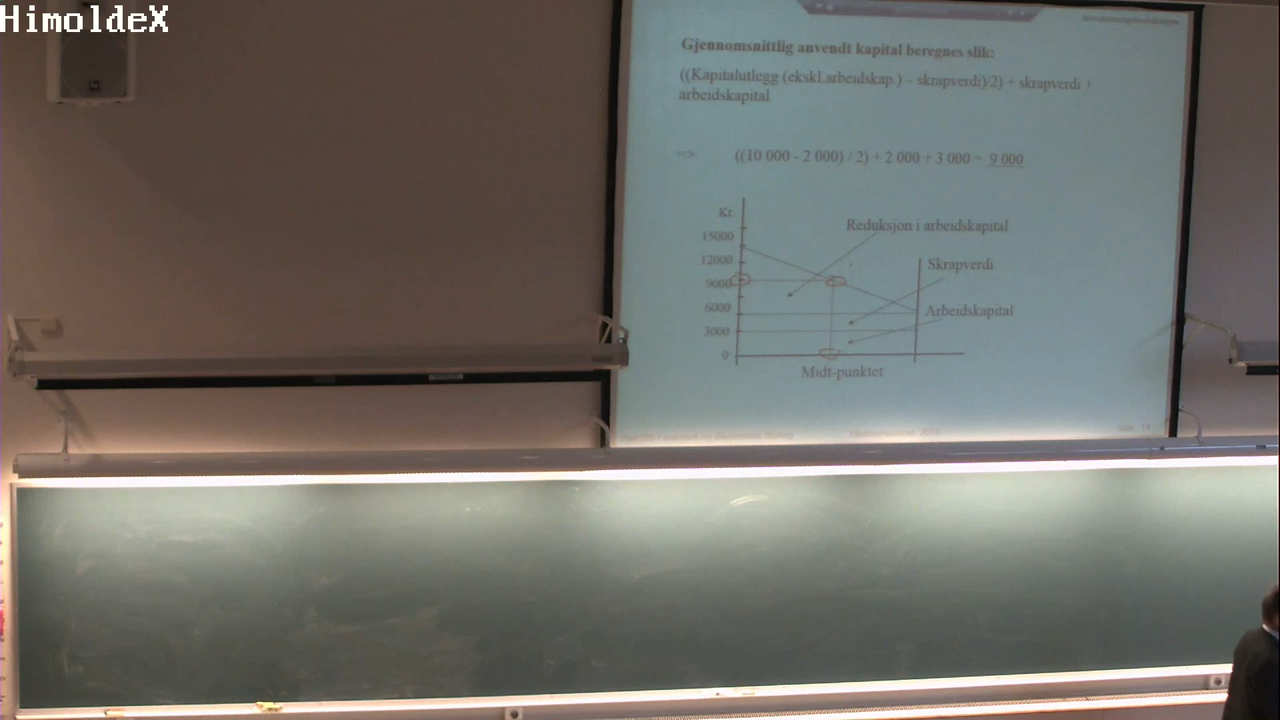 HimoldeX
Gjennomsnittlig anvendt kapital beregnes slik:
((Kapitalutlegg (ekskl.arbeidskap.) – skrapverdi)/2) + skrapverdi +
arbeidskapital
=> ((10 000 - 2 000) / 2) + 2 000 + 3 000 = 9 000
Kr.
Reduksjon i arbeidskapital
15000
12000
Skrapverdi
9000
6000
Arbeidskapital
3000
0
Midt-punktet